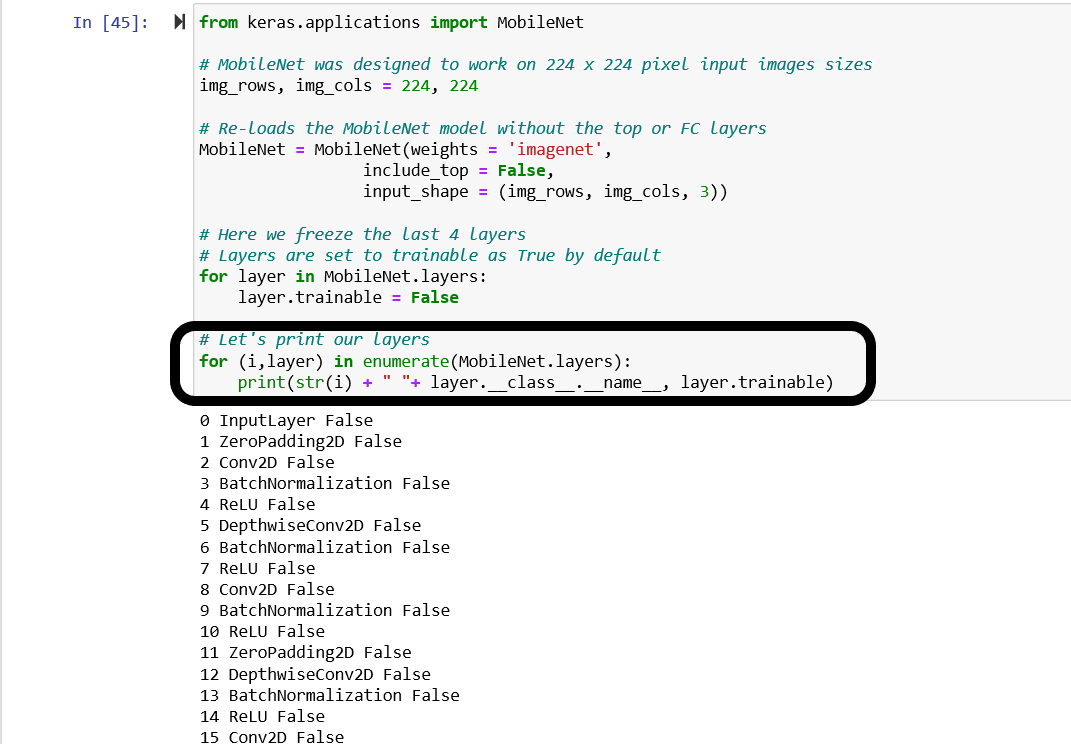 In [45]:
from keras.applications import MobileNet
# MobileNet was designed to work on 224 x 224 pixel input images sizes
img_rows, img_cols = 224, 224
# Re-loads the MobileNet model without the top or FC layers
MobileNet = MobileNet(weights = 'imagenet',
include_top = False,
input_shape = (img_rows, img_cols, 3))
# Here we freeze the last 4 layers
# Layers are set to trainable as True by default
for layer in MobileNet.layers:
layer.trainable = False
# Let's print our layers
for (i,layer) in enumerate(MobileNet.layers):
print(str(i) + " "+ layer.__class__.__name__, layer.trainable)
0 InputLayer False
1 ZeroPadding2D False
2 Conv2D False
3 BatchNormalization False
4 ReLU False
5 DepthwiseConv2D False
6 BatchNormalization False
7 ReLU False
8 Conv2D False
9 BatchNormalization False
10 ReLU False
11 ZeroPadding2D False
12 DepthwiseConv2D False
13 BatchNormalization False
14 ReLU False
15 Conv2D False